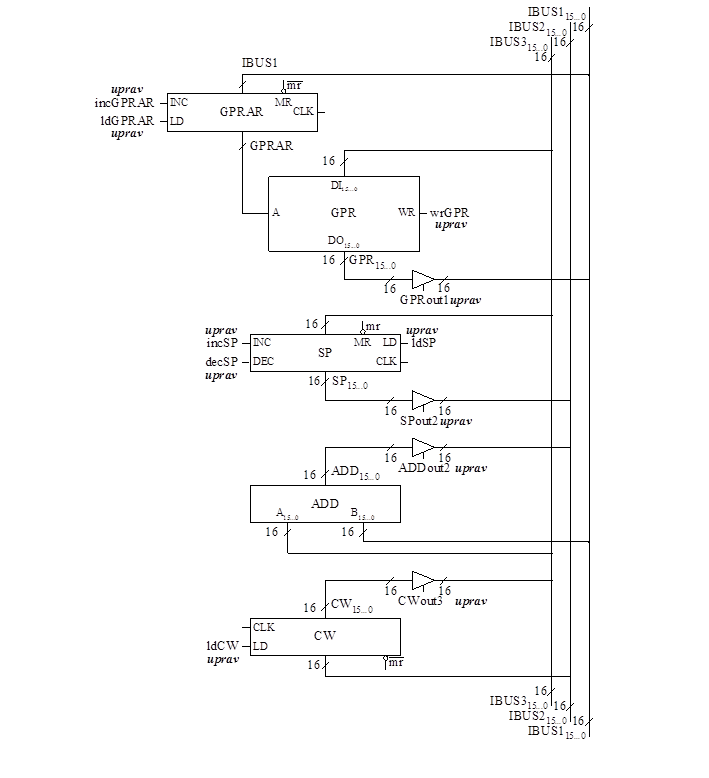 IBUS1 15...0
IBUS2 15...0 16
IBUS3 15...0 16
16
IBUS1
uprav mr
incGPRAR INC GPRAR MR CLK
ldGPRAR LD
uprav
GPRAR
16
DI 15...0
A GPR WR wrGPR
uprav
DO 15...0
16 GPR 15...0
16 16
GPRout1 uprav
16 mr
uprav uprav
incSP INC SP MR LD ldSP
decSP DEC CLK
uprav
16 SP 15...0
16 16
SPout2 uprav
16 16
ADDout2 uprav
16 ADD 15...0
ADD
A 15...0 B 15...0
16 16
16 16
CWout3 uprav
16 CW 15...0
CLK
CW
ldCW LD
uprav
16 mr
16
IBUS3 15...0 16
IBUS2 15...0 16
IBUS1 15...0